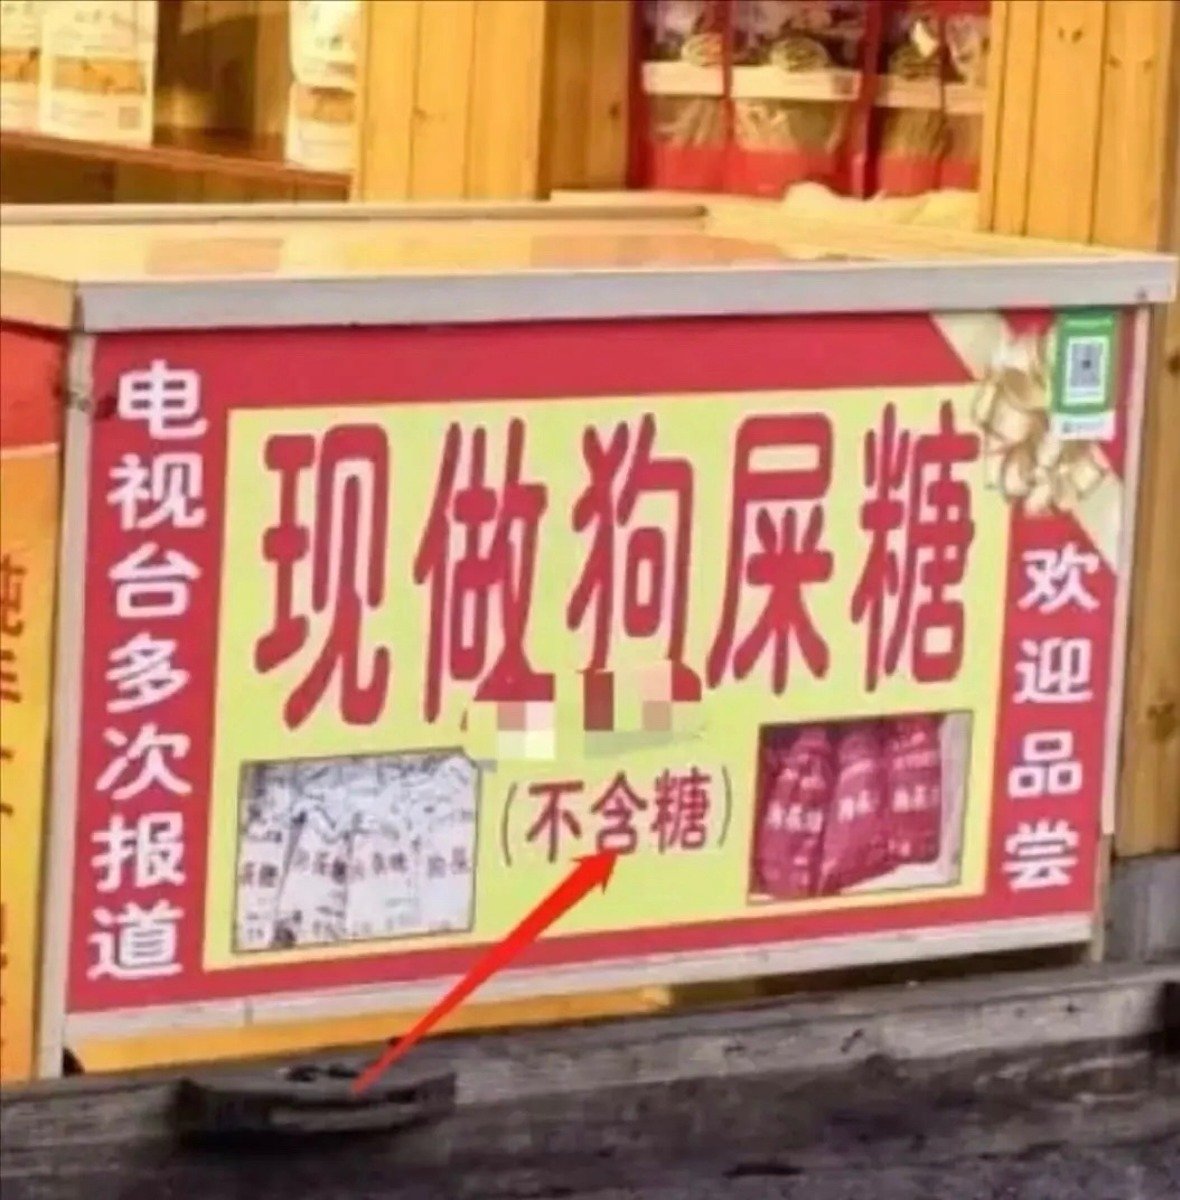 电视台多次报道
现做狗屎糖
(不含糖)
欢迎品尝